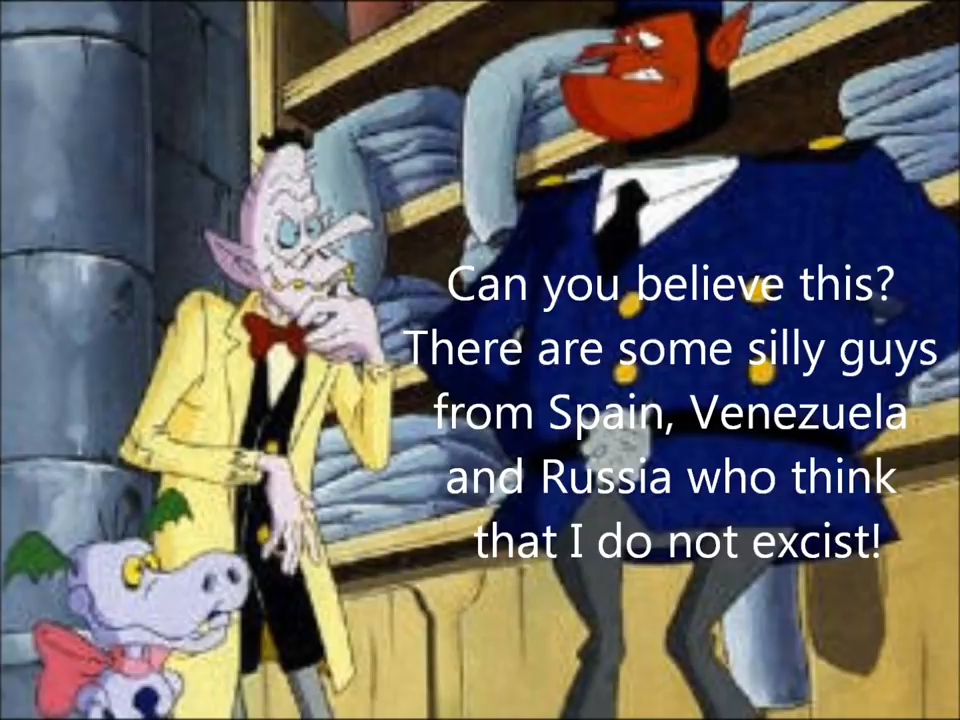 Can you believe this?
There are some silly guys
from Spain, Venezuela
and Russia who think
that I do not excist!